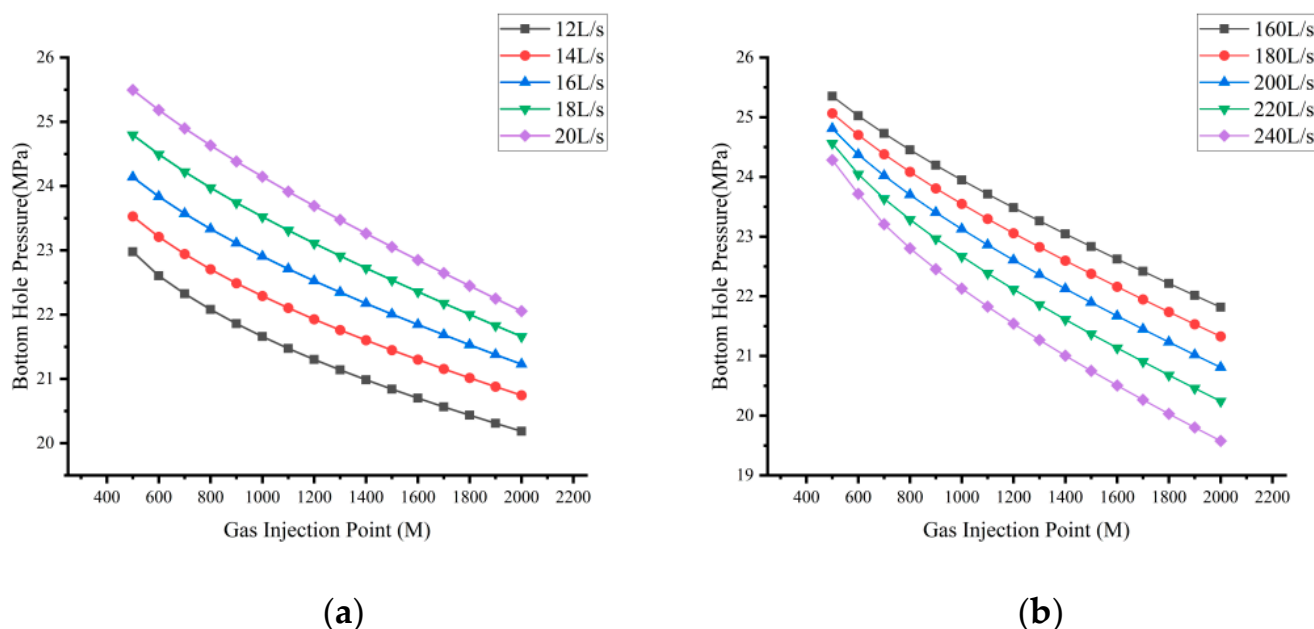 12L/s
14L/s
16L/s
18L/s
20L/s
26
25
24
23
22
21
20
Bottom Hole Pressure(MPa)
400 600 800 1000 1200 1400 1600 1800 2000 2200
Gas Injection Point (M)
(a)
160L/s
180L/s
200L/s
220L/s
240L/s
26
25
24
23
22
21
20
19
Bottom Hole Pressure(MPa)
400 600 800 1000 1200 1400 1600 1800 2000 2200
Gas Injection Point (M)
(b)